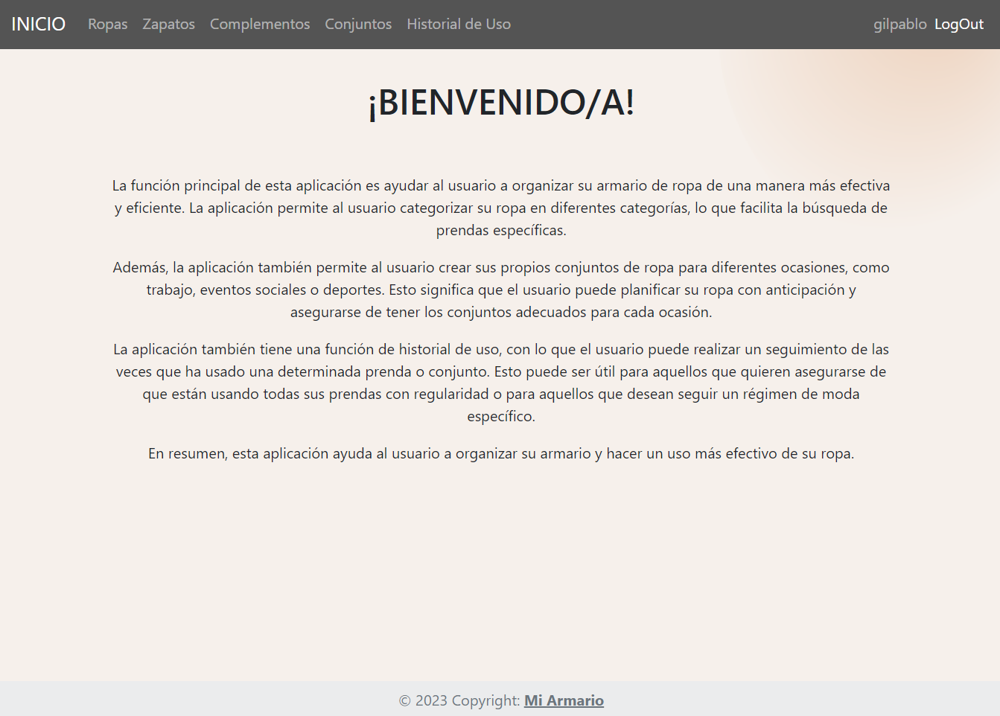 INICIO Ropas Zapatos Complementos Conjuntos Historial de Uso gilpablo LogOut
¡BIENVENIDO/A!
La función principal de esta aplicación es ayudar al usuario a organizar su armario de ropa de una manera más efectiva
y eficiente. La aplicación permite al usuario categorizar su ropa en diferentes categorías, lo que facilita la búsqueda de
prendas específicas.
Además, la aplicación también permite al usuario crear sus propios conjuntos de ropa para diferentes ocasiones, como
trabajo, eventos sociales o deportes. Esto significa que el usuario puede planificar su ropa con anticipación y
asegurarse de tener los conjuntos adecuados para cada ocasión.
La aplicación también tiene una función de historial de uso, con lo que el usuario puede realizar un seguimiento de las
veces que ha usado una determinada prenda o conjunto. Esto puede ser útil para aquellos que quieren asegurarse de
que están usando todas sus prendas con regularidad o para aquellos que desean seguir un régimen de moda
específico.
En resumen, esta aplicación ayuda al usuario a organizar su armario y hacer un uso más efectivo de su ropa.
© 2023 Copyright: Mi Armario